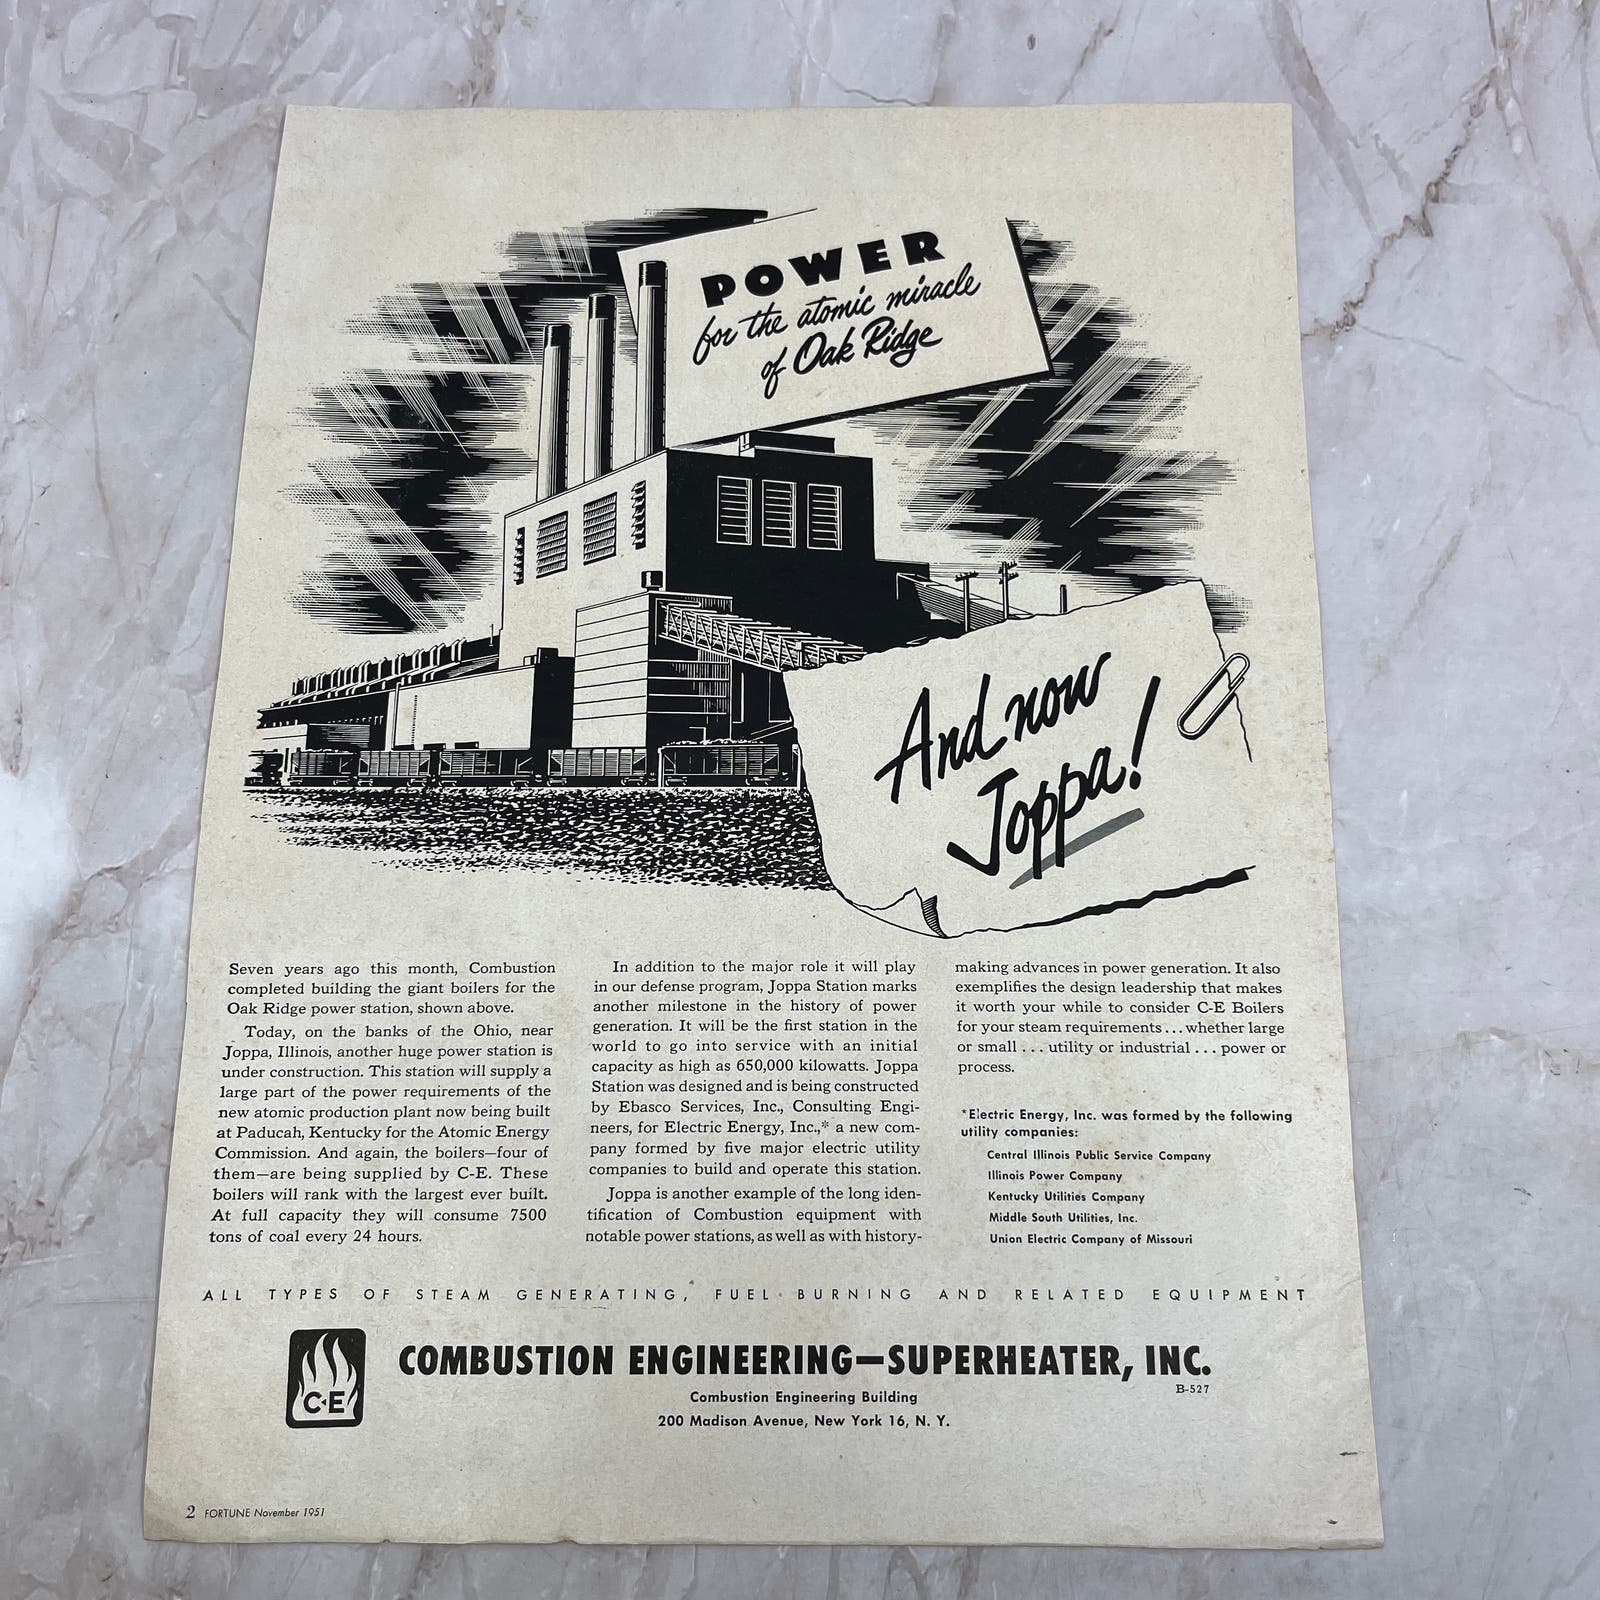 POWER
for the atomic miracle
of Oak Ridge
And now
Joppa!
Seven years ago this month, Combustion
completed building the giant boilers for the
Oak Ridge power station, shown above.
Today, on the banks of the Ohio, near
Joppa, Illinois, another huge power station is
under construction. This station will supply a
large part of the power requirements of the
new atomic production plant now being built
at Paducah, Kentucky for the Atomic Energy
Commission. And again, the boilers—four of
them—are being supplied by C-E. These
boilers will rank with the largest ever built.
At full capacity they will consume 7500
tons of coal every 24 hours.
In addition to the major role it will play
in our defense program, Joppa Station marks
another milestone in the history of power
generation. It will be the first station in the
world to go into service with an initial
capacity as high as 650,000 kilowatts. Joppa
Station was designed and is being constructed
by Ebasco Services, Inc., Consulting Engi-
neers, for Electric Energy, Inc.,* a new com-
pany formed by five major electric utility
companies to build and operate this station.
Joppa is another example of the long iden-
tification of Combustion equipment with
notable power stations, as well as with history-
making advances in power generation. It also
exemplifies the design leadership that makes
it worth your while to consider C-E Boilers
for your steam requirements...whether large
or small ... utility or industrial ... power or
process.
*Electric Energy, Inc. was formed by the following
utility companies:
Central Illinois Public Service Company
Illinois Power Company
Kentucky Utilities Company
Middle South Utilities, Inc.
Union Electric Company of Missouri
ALL TYPES OF STEAM GENERATING, FUEL BURNING AND RELATED EQUIPMENT
C-E
COMBUSTION ENGINEERING—SUPERHEATER, INC.
B-527
Combustion Engineering Building
200 Madison Avenue, New York 16, N. Y.
2 FORTUNE November 1951